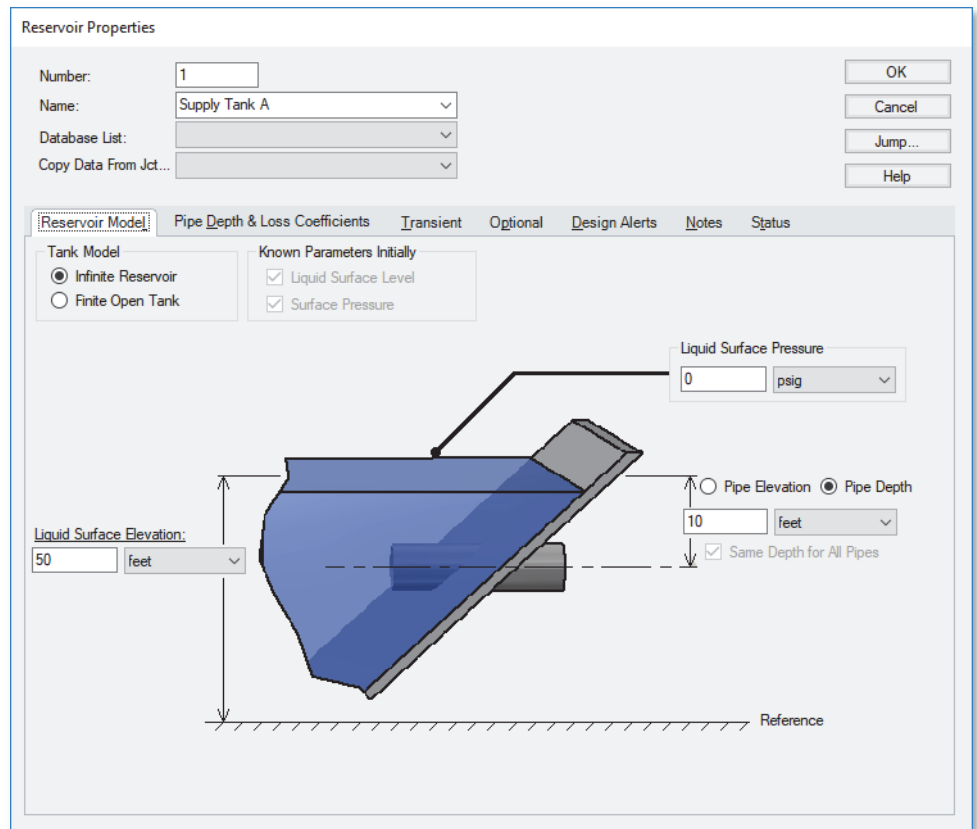 Reservoir Properties
Number: 1 OK
Name: Supply Tank A Cancel
Database List: Jump...
Copy Data From Jct... Help
Reservoir Model Pipe Depth & Loss Coefficients Transient Optional Design Alerts Notes Status
Tank Model Known Parameters Initially
Infinite Reservoir Liquid Surface Level
Finite Open Tank Surface Pressure
Liquid Surface Pressure
0 psig
Pipe Elevation Pipe Depth
10 feet
Liquid Surface Elevation:
Same Depth for All Pipes
50 feet
Reference